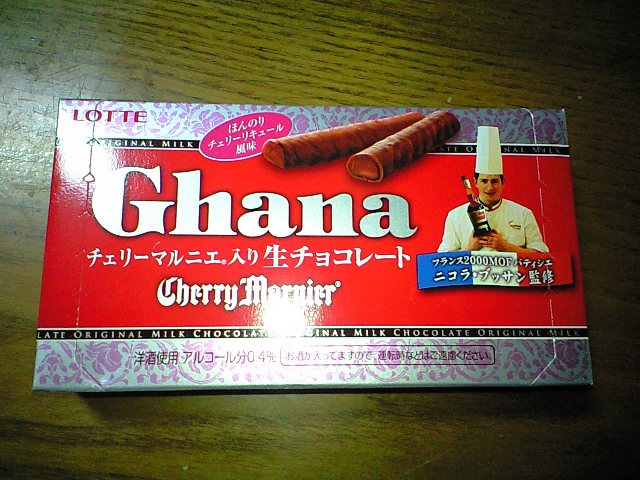 LOTTE
ほんのり
チェリーリキュール
風味
ORIGINAL MILK
LATE ORIGINAL MILK
Ghana
チェリーマルニエ®入り生チョコレート
Cherry Marnier®
フランス2000MOFパティシエ
ニコラ・ブッサン監修
LATE ORIGINAL MILK CHOCOLATE ORIGINAL MILK CHOCOLATE ORIGINAL MILK CHOCOLATE
洋酒使用 アルコール分0.4%
お酒が入ってますので、運転時などはご遠慮ください。